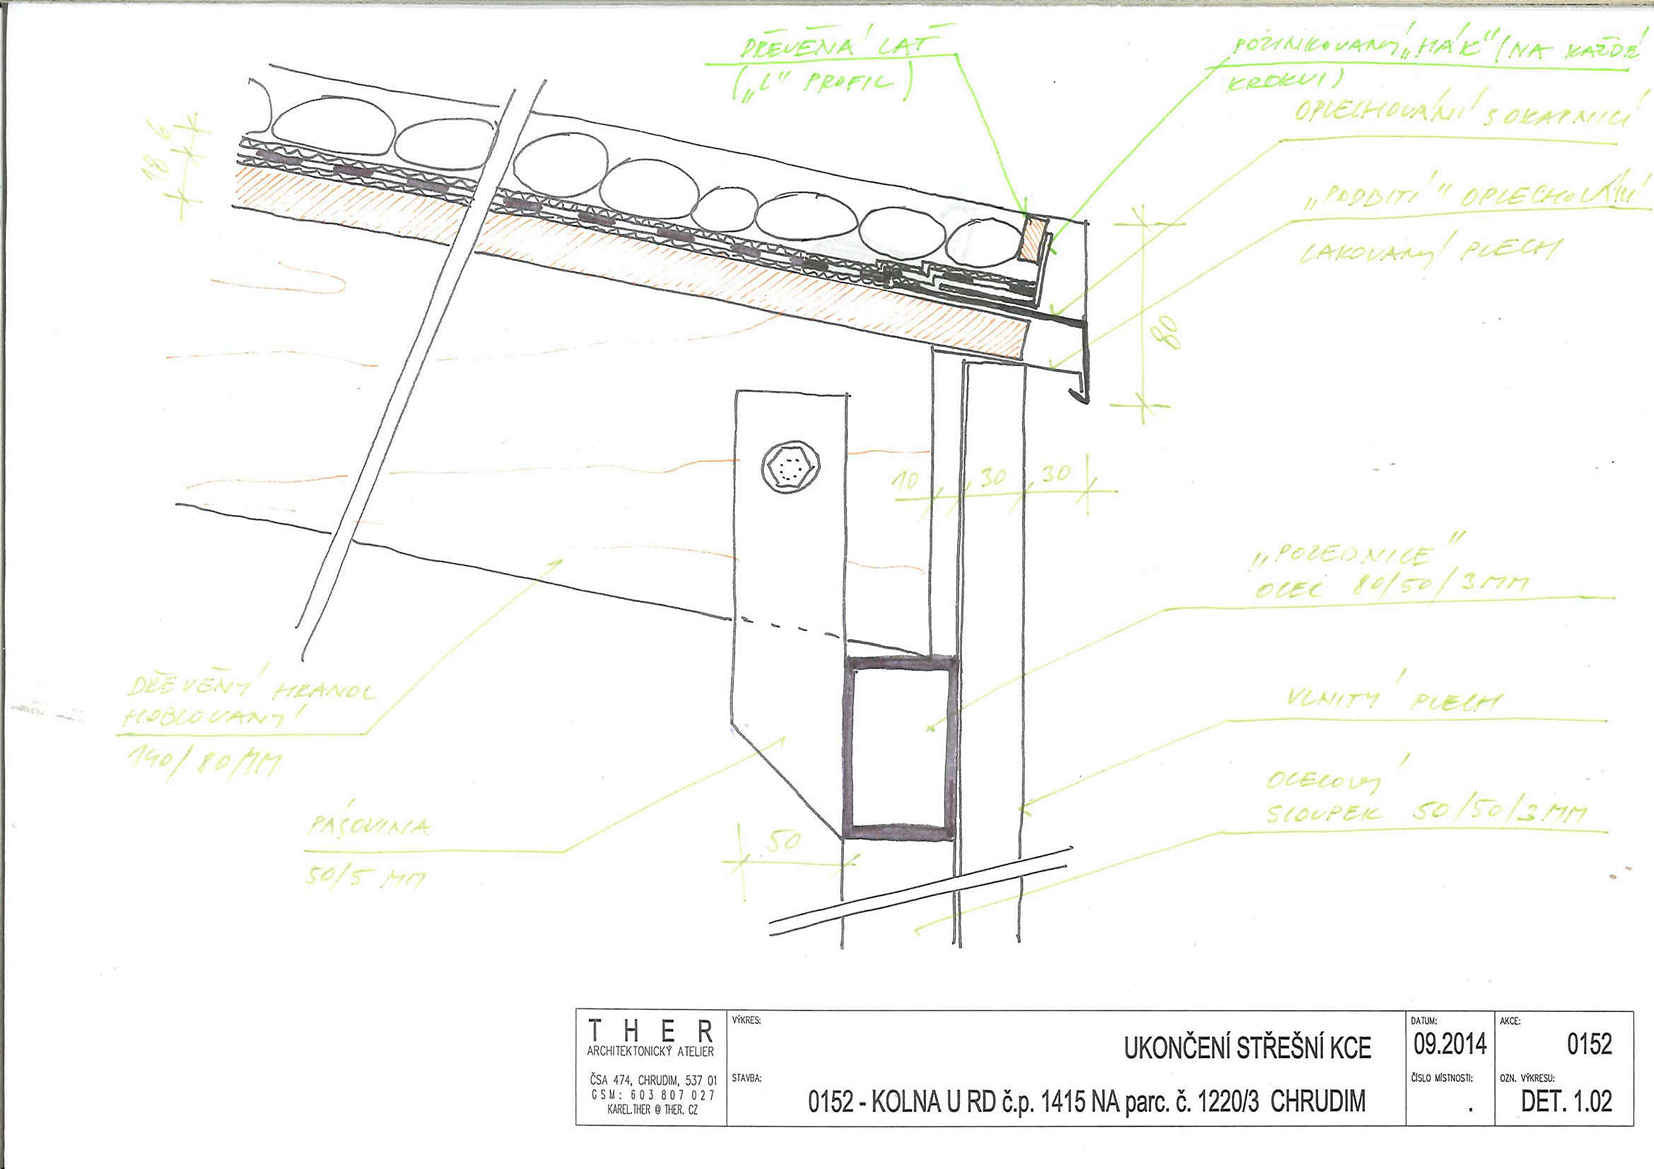 DŘEVĚNÁ LAŤ
(„L“ PROFIL)
POZINKOVANÝ „HÁK“ (NA KAŽDÉ
KROKVI)
OPLECHOVÁNÍ S OKAPNICÍ
„PODBITÍ“ OPLECHOVÁNÍ
LAKOVANÝ PLECH
6
18
80
10 30 30
„POZEDNICE“
OCEL 80/50/3MM
DŘEVĚNÝ HRANOL
HOBLOVANÝ
140/80/MM
VLNITÝ PLECH
OCELOVÝ
SLOUPEK 50/50/3MM
PÁSOVINA
50/5 MM
50
THER
ARCHITEKTONICKÝ ATELIER
ČSA 474, CHRUDIM, 537 01
GSM: 603 807 027
KAREL.THER @ THER. CZ
VÝKRES:
UKONČENÍ STŘEŠNÍ KCE
STAVBA:
0152 - KOLNA U RD č.p. 1415 NA parc. č. 1220/3 CHRUDIM
DATUM:
09.2014
ČÍSLO MÍSTNOSTI:
.
AKCE:
0152
OZN. VÝKRESU:
DET. 1.02